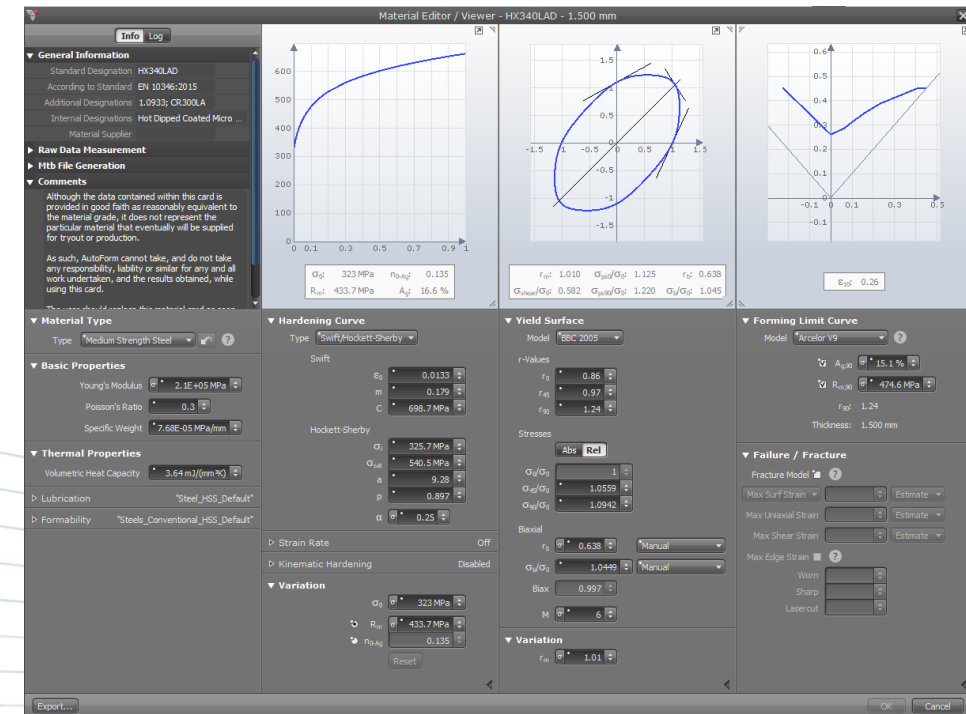 Material Editor / Viewer - HX340LAD - 1.500 mm
Info Log
General Information
Standard Designation HX340LAD
According to Standard EN 10346:2015
Additional Designations 1.0933; CR300LA
Internal Designations Hot Dipped Coated Micro ...
Material Supplier
Raw Data Measurement
Mtb File Generation
Comments
Although the data contained within this card is
provided in good faith as reasonably equivalent to
the material grade, it does not represent the
particular material that eventually will be supplied
for tryout or production.
As such, AutoForm cannot take, and do not take
any responsibility, liability or similar for any and all
work undertaken, and the results obtained, while
using this card.
600
500
400
300
200
100
0 0.1 0.3 0.5 0.7 0.9 1
σ₀: 323 MPa n₀-Ag: 0.135
Rₘ: 433.7 MPa Ag: 16.6 %
1.5
1
0.5
-1.5 -1 -0.5 0 0.5 1 1.5
-0.5
-1
-1.5
rₘ: 1.010 σps0/σ₀: 1.125 rb: 0.638
σshear/σ₀: 0.582 σps90/σ₀: 1.220 σb/σ₀: 1.045
0.6
0.5
0.4
0.3
0.2
0.1
-0.1 0 0.1 0.3 0.5
-0.1
ε10: 0.26
Material Type
Type Medium Strength Steel ?
Basic Properties
Young's Modulus σ 2.1E+05 MPa
Poisson's Ratio 0.3
Specific Weight 7.68E-05 MPa/mm
Thermal Properties
Volumetric Heat Capacity 3.64 mJ/(mm³K)
Lubrication "Steel_HSS_Default"
Formability "Steels_Conventional_HSS_Default"
Hardening Curve
Type Swift/Hockett-Sherby
Swift
ε₀ 0.0133
m 0.179
C 698.7 MPa
Hockett-Sherby
σi 325.7 MPa
σsat 540.5 MPa
a 9.28
p 0.897
α σ 0.25
Strain Rate Off
Kinematic Hardening Disabled
Variation
σ₀ σ 323 MPa
Rₘ σ 433.7 MPa
n₀-Ag 0.135
Reset
Yield Surface
Model BBC 2005
r-Values
r₀ 0.86
r₄₅ 0.97
r₉₀ 1.24
Stresses
Abs Rel
σ₀/σ₀ 1
σ₄₅/σ₀ 1.0559
σ₉₀/σ₀ 1.0942
Biaxial
rb σ 0.638 Manual
σb/σ₀ σ 1.0449 Manual
Biax 0.997
M σ 6
Variation
rₘ σ 1.01
Forming Limit Curve
Model Arcelor V9 ?
Ag,90 σ 15.1 %
Rm,90 σ 474.6 MPa
r₉₀: 1.24
Thickness: 1.500 mm
Failure / Fracture
Fracture Model ?
Max Surf Strain Estimate
Max Uniaxial Strain Estimate
Max Shear Strain Estimate
Max Edge Strain ?
Worn
Sharp
Lasercut
Export... OK Cancel